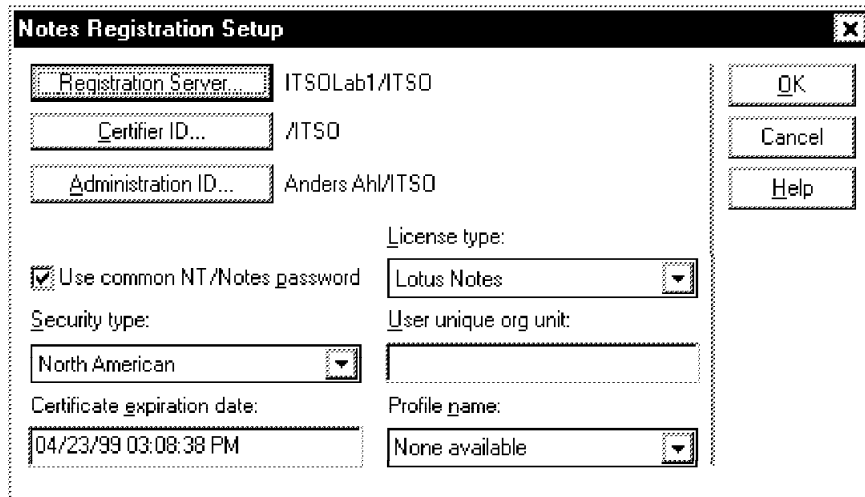 Notes Registration Setup
Registration Server... ITSOLab1/ITSO
Certifier ID... /ITSO
Administration ID... Anders Ahl/ITSO
OK
Cancel
Help
License type:
Use common NT/Notes password
Lotus Notes
Security type:
User unique org unit:
North American
Certificate expiration date:
Profile name:
04/23/99 03:08:38 PM
None available